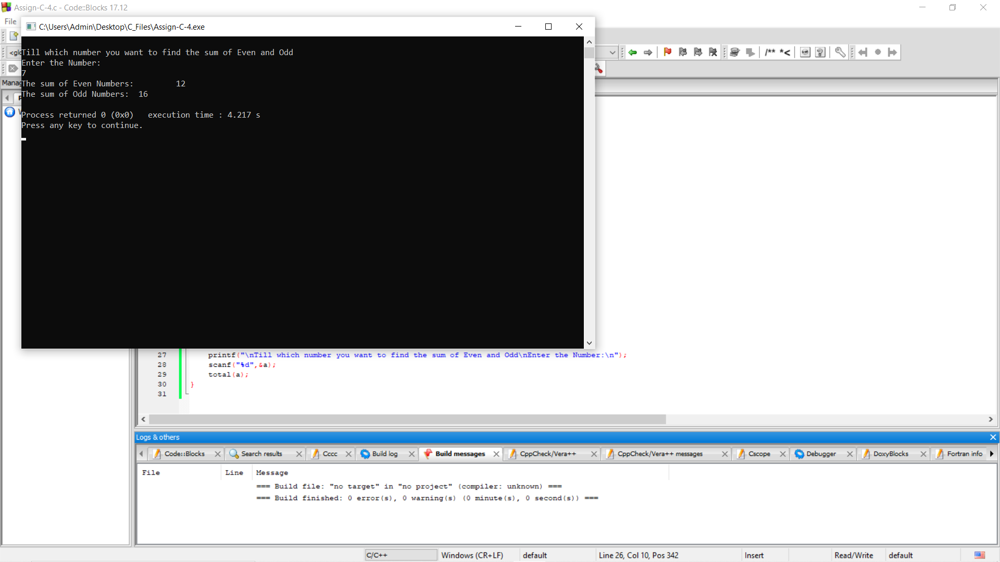 Assign-C-4.c - Code::Blocks 17.12
File
C:\Users\Admin\Desktop\C_Files\Assign-C-4.exe
Till which number you want to find the sum of Even and Odd
Enter the Number:
7
The sum of Even Numbers:         12
The sum of Odd Numbers:  16
Process returned 0 (0x0)   execution time : 4.217 s
Press any key to continue.
/** *<
Manag
27 printf("\nTill which number you want to find the sum of Even and Odd\nEnter the Number:\n");
28 scanf("%d",&a);
29 total(a);
30 }
31
Logs & others
Code::Blocks Search results Cccc Build log Build messages CppCheck/Vera++ CppCheck/Vera++ messages Cscope Debugger DoxyBlocks Fortran info
File Line Message
=== Build file: "no target" in "no project" (compiler: unknown) ===
=== Build finished: 0 error(s), 0 warning(s) (0 minute(s), 0 second(s)) ===
C/C++ Windows (CR+LF) default Line 26, Col 10, Pos 342 Insert Read/Write default